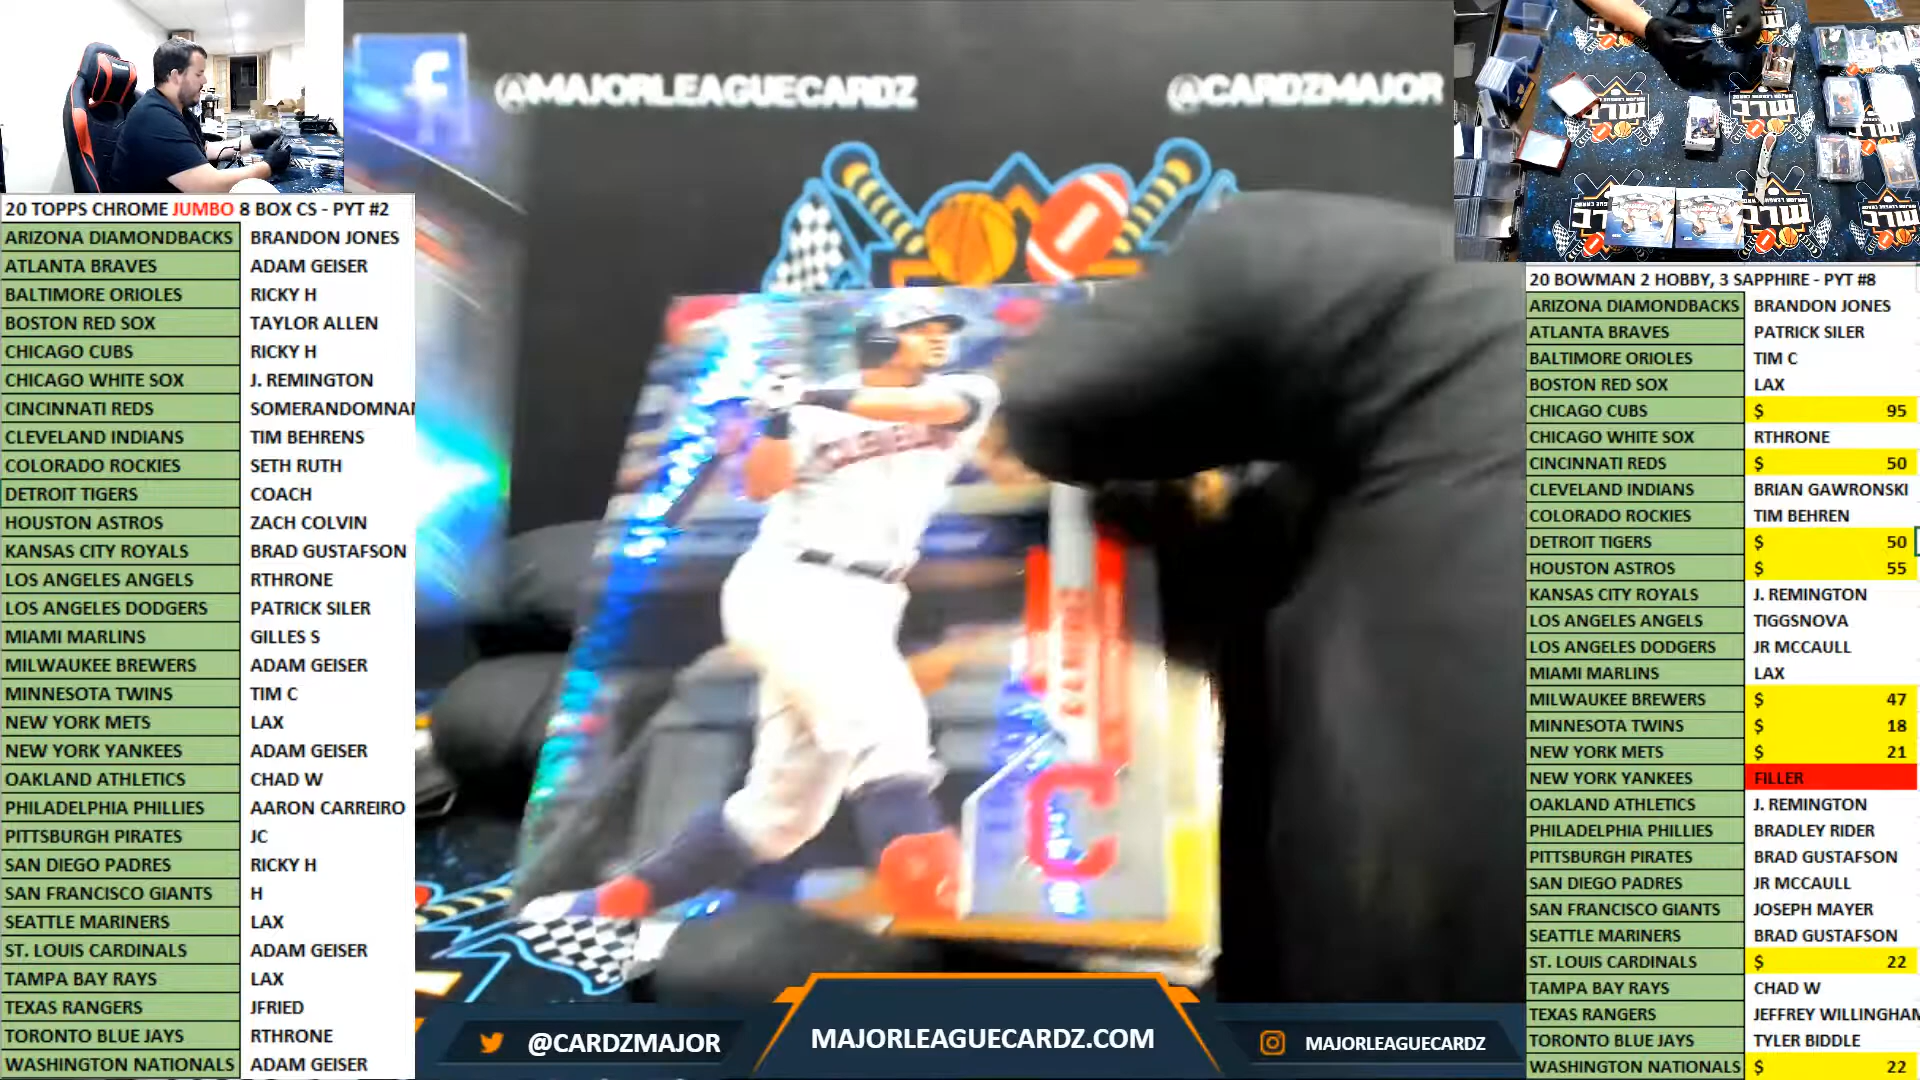 f
@MAJORLEAGUECARDZ
@CARDZMAJOR
20 TOPPS CHROME JUMBO 8 BOX CS - PYT #2
ARIZONA DIAMONDBACKS BRANDON JONES
ATLANTA BRAVES ADAM GEISER
BALTIMORE ORIOLES RICKY H
BOSTON RED SOX TAYLOR ALLEN
CHICAGO CUBS RICKY H
CHICAGO WHITE SOX J. REMINGTON
CINCINNATI REDS SOMERANDOMNA
CLEVELAND INDIANS TIM BEHRENS
COLORADO ROCKIES SETH RUTH
DETROIT TIGERS COACH
HOUSTON ASTROS ZACH COLVIN
KANSAS CITY ROYALS BRAD GUSTAFSON
LOS ANGELES ANGELS RTHRONE
LOS ANGELES DODGERS PATRICK SILER
MIAMI MARLINS GILLES S
MILWAUKEE BREWERS ADAM GEISER
MINNESOTA TWINS TIM C
NEW YORK METS LAX
NEW YORK YANKEES ADAM GEISER
OAKLAND ATHLETICS CHAD W
PHILADELPHIA PHILLIES AARON CARREIRO
PITTSBURGH PIRATES JC
SAN DIEGO PADRES RICKY H
SAN FRANCISCO GIANTS H
SEATTLE MARINERS LAX
ST. LOUIS CARDINALS ADAM GEISER
TAMPA BAY RAYS LAX
TEXAS RANGERS JFRIED
TORONTO BLUE JAYS RTHRONE
WASHINGTON NATIONALS ADAM GEISER
CLEVELAND
C
@CARDZMAJOR
MAJORLEAGUECARDZ.COM
MAJORLEAGUECARDZ
20 BOWMAN 2 HOBBY, 3 SAPPHIRE - PYT #8
ARIZONA DIAMONDBACKS BRANDON JONES
ATLANTA BRAVES PATRICK SILER
BALTIMORE ORIOLES TIM C
BOSTON RED SOX LAX
CHICAGO CUBS $ 95
CHICAGO WHITE SOX RTHRONE
CINCINNATI REDS $ 50
CLEVELAND INDIANS BRIAN GAWRONSKI
COLORADO ROCKIES TIM BEHREN
DETROIT TIGERS $ 50
HOUSTON ASTROS $ 55
KANSAS CITY ROYALS J. REMINGTON
LOS ANGELES ANGELS TIGGSNOVA
LOS ANGELES DODGERS JR MCCAULL
MIAMI MARLINS LAX
MILWAUKEE BREWERS $ 47
MINNESOTA TWINS $ 18
NEW YORK METS $ 21
NEW YORK YANKEES FILLER
OAKLAND ATHLETICS J. REMINGTON
PHILADELPHIA PHILLIES BRADLEY RIDER
PITTSBURGH PIRATES BRAD GUSTAFSON
SAN DIEGO PADRES JR MCCAULL
SAN FRANCISCO GIANTS JOSEPH MAYER
SEATTLE MARINERS BRAD GUSTAFSON
ST. LOUIS CARDINALS $ 22
TAMPA BAY RAYS CHAD W
TEXAS RANGERS JEFFREY WILLINGHAM
TORONTO BLUE JAYS TYLER BIDDLE
WASHINGTON NATIONALS $ 22